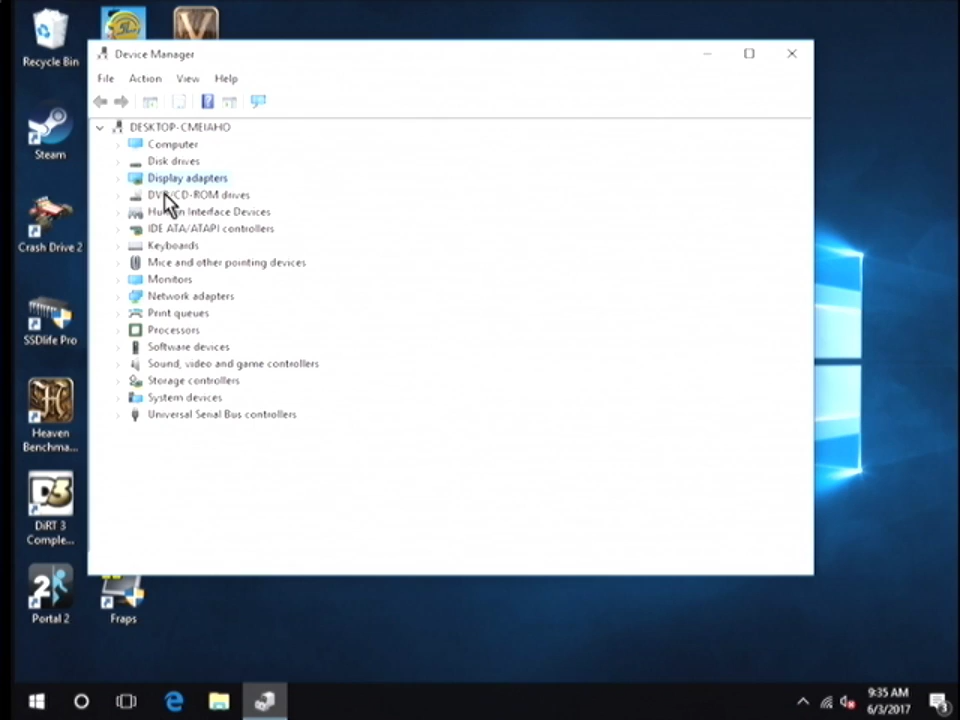 Recycle Bin
Steam
Crash Drive 2
SSDlife Pro
Heaven
Benchma...
DiRT 3
Comple...
Portal 2
Fraps
Device Manager
File Action View Help
DESKTOP-CMEIAHO
Computer
Disk drives
Display adapters
DVD/CD-ROM drives
Human Interface Devices
IDE ATA/ATAPI controllers
Keyboards
Mice and other pointing devices
Monitors
Network adapters
Print queues
Processors
Software devices
Sound, video and game controllers
Storage controllers
System devices
Universal Serial Bus controllers
9:35 AM
6/3/2017
3